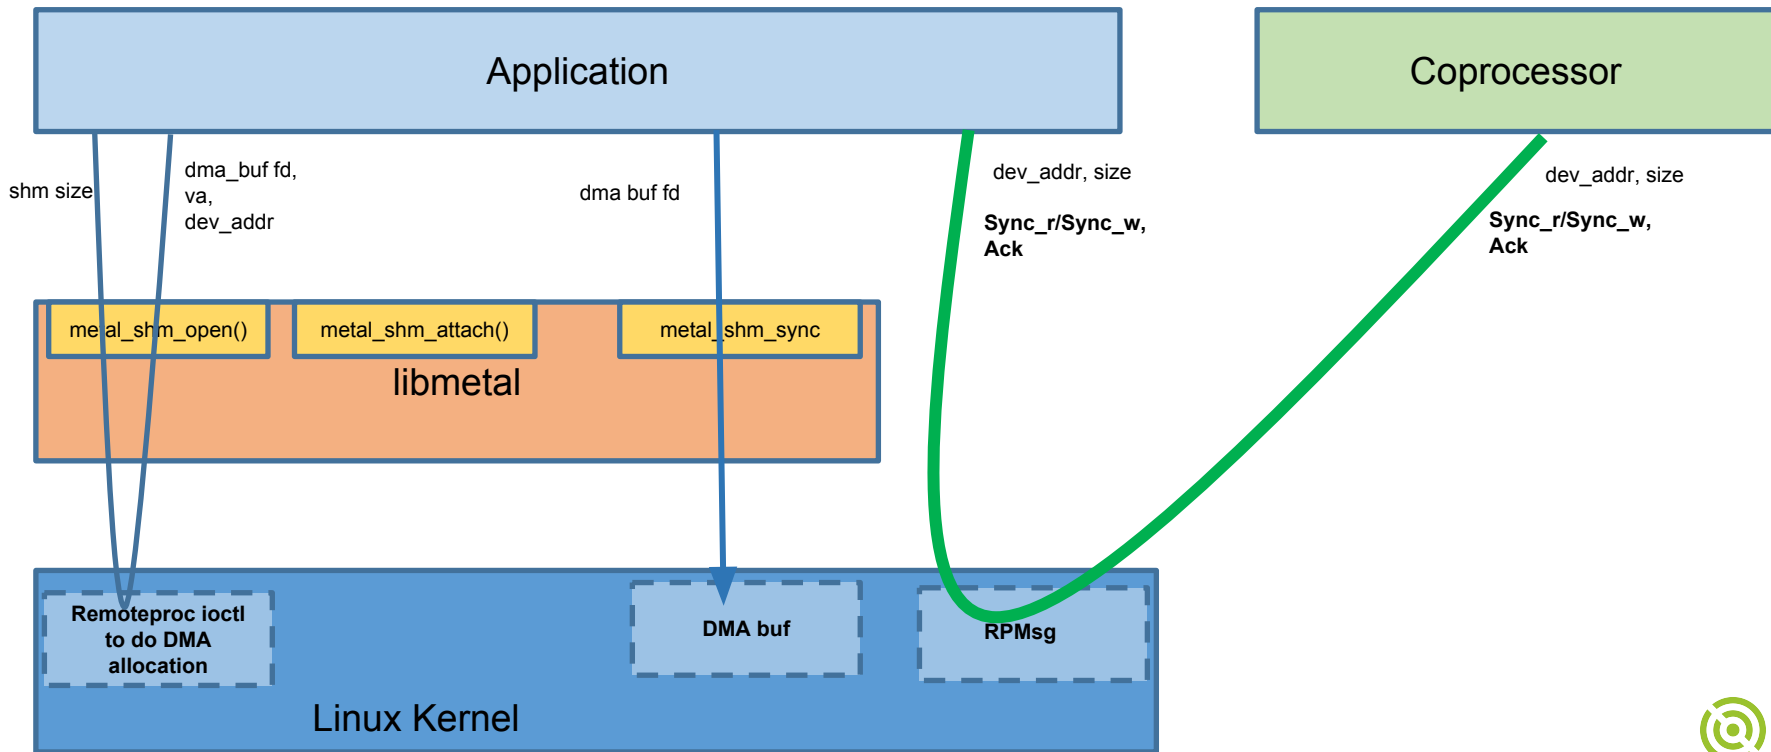 Application
Coprocessor
shm size
dma_buf fd,
va,
dev_addr
dma buf fd
dev_addr, size
Sync_r/Sync_w,
Ack
dev_addr, size
Sync_r/Sync_w,
Ack
metal_shm_open()
metal_shm_attach()
metal_shm_sync
libmetal
Remoteproc ioctl
to do DMA
allocation
DMA buf
RPMsg
Linux Kernel